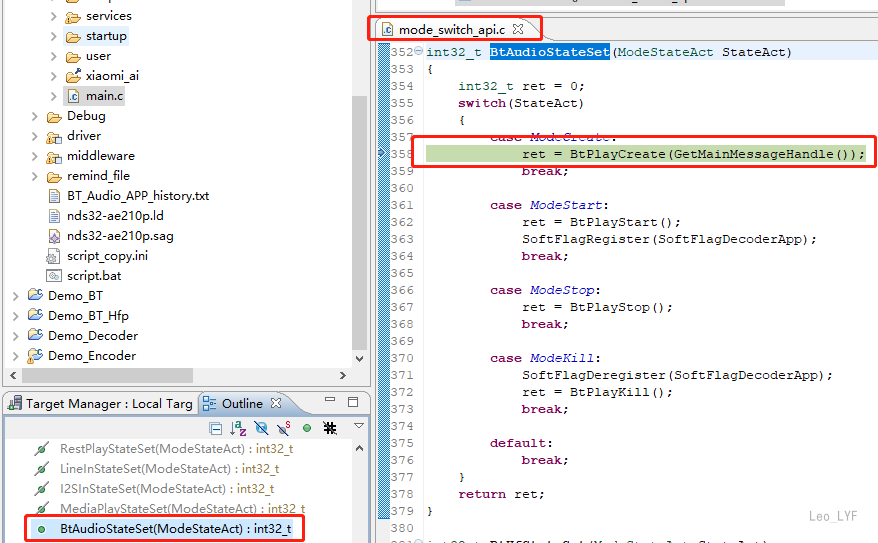 services
startup
user
xiaomi_ai
main.c
Debug
driver
middleware
remind_file
BT_Audio_APP_history.txt
nds32-ae210p.ld
nds32-ae210p.sag
script_copy.ini
script.bat
Demo_BT
Demo_BT_Hfp
Demo_Decoder
Demo_Encoder
Target Manager : Local Targ
Outline
RestPlayStateSet(ModeStateAct) : int32_t
LineInStateSet(ModeStateAct) : int32_t
I2SInStateSet(ModeStateAct) : int32_t
MediaPlayStateSet(ModeStateAct) : int32_t
BtAudioStateSet(ModeStateAct) : int32_t
mode_switch_api.c
352 int32_t BtAudioStateSet(ModeStateAct StateAct)
353 {
354 int32_t ret = 0;
355 switch(StateAct)
356 {
357 case ModeCreate:
358 ret = BtPlayCreate(GetMainMessageHandle());
359 break;
360
361 case ModeStart:
362 ret = BtPlayStart();
363 SoftFlagRegister(SoftFlagDecoderApp);
364 break;
365
366 case ModeStop:
367 ret = BtPlayStop();
368 break;
369
370 case ModeKill:
371 SoftFlagDeregister(SoftFlagDecoderApp);
372 ret = BtPlayKill();
373 break;
374
375 default:
376 break;
377 }
378 return ret;
379 }
380
Leo_LYF